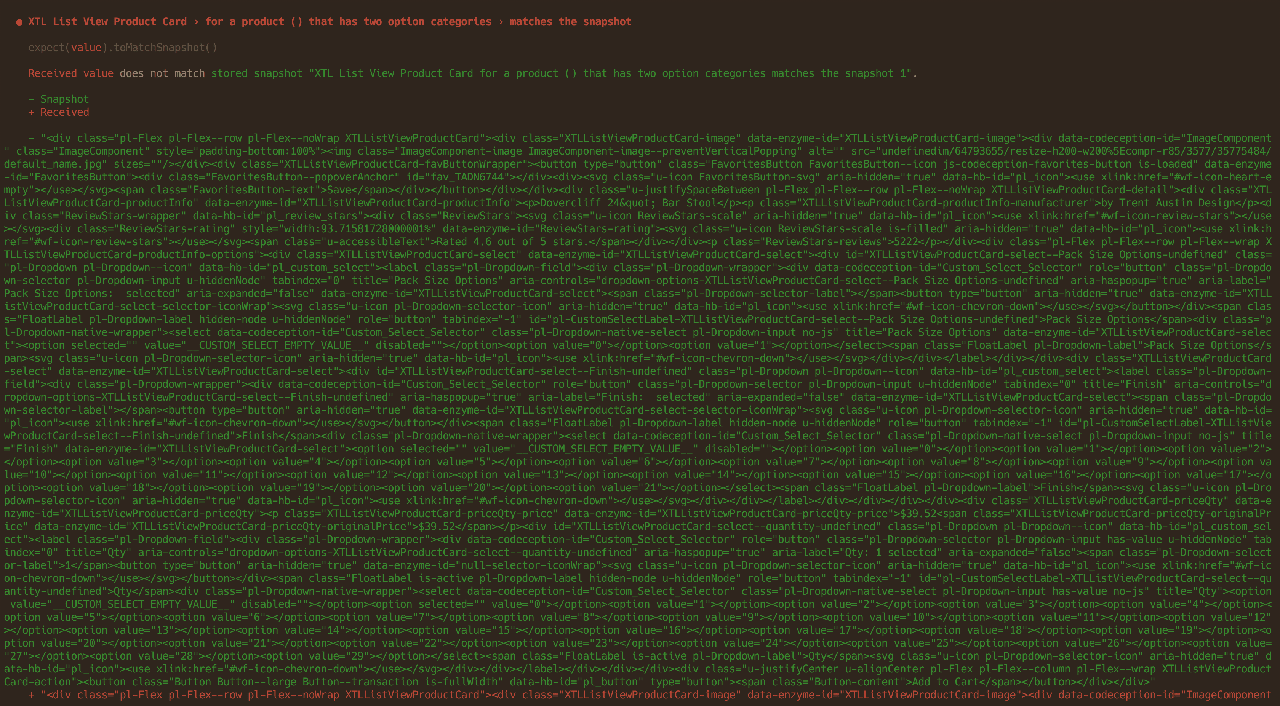 ● XTL List View Product Card › for a product () that has two option categories › matches the snapshot
expect(value).toMatchSnapshot()
Received value does not match stored snapshot "XTL List View Product Card for a product () that has two option categories matches the snapshot 1".
- Snapshot
+ Received
- "<div class="pl-Flex pl-Flex--row pl-Flex--noWrap XTLListViewProductCard"><div class="XTLListViewProductCard-image" data-enzyme-id="XTLListViewProductCard-image"><div data-codeception-id="ImageComponent
" class="ImageComponent" style="padding-bottom:100%"><img class="ImageComponent-image ImageComponent-image--preventVerticalPopping" alt="" src="undefinedim/64793655/resize-h200-w200%5Ecompr-r85/3577/35775484/
default_name.jpg" sizes=""/></div><div class="XTLListViewProductCard-favButtonWrapper"><button type="button" class="FavoritesButton FavoritesButton--icon js-codeception-favorites-button is-loaded" data-enzyme
-id="FavoritesButton"><div class="FavoritesButton--popoverAnchor" id="fav_TADN6744"></div><div><svg class="u-icon FavoritesButton-svg" aria-hidden="true" data-hb-id="pl_icon"><use xlink:href="#wf-icon-heart-e
mpty"></use></svg><span class="FavoritesButton-text">Save</span></div></button></div></div><div class="u-justifySpaceBetween pl-Flex pl-Flex--row pl-Flex--noWrap XTLListViewProductCard-detail"><div class="XTL
ListViewProductCard-productInfo" data-enzyme-id="XTLListViewProductCard-productInfo"><p>Dovercliff 24&quot; Bar Stool</p><p class="XTLListViewProductCard-productInfo-manufacturer">by Trent Austin Design</p><d
iv class="ReviewStars-wrapper" data-hb-id="pl_review_stars"><div class="ReviewStars"><svg class="u-icon ReviewStars-scale" aria-hidden="true" data-hb-id="pl_icon"><use xlink:href="#wf-icon-review-stars"></use
></svg><div class="ReviewStars-rating" style="width:93.71581728000001%" data-enzyme-id="ReviewStars-rating"><svg class="u-icon ReviewStars-scale is-filled" aria-hidden="true" data-hb-id="pl_icon"><use xlink:h
ref="#wf-icon-review-stars"></use></svg><span class="u-accessibleText">Rated 4.6 out of 5 stars.</span></div></div><p class="ReviewStars-reviews">5222</p></div><div class="pl-Flex pl-Flex--row pl-Flex--wrap X
TLListViewProductCard-productInfo-options"><div class="XTLListViewProductCard-select" data-enzyme-id="XTLListViewProductCard-select"><div id="XTLListViewProductCard-select--Pack Size Options-undefined" class=
"pl-Dropdown pl-Dropdown--icon" data-hb-id="pl_custom_select"><label class="pl-Dropdown-field"><div class="pl-Dropdown-wrapper"><div data-codeception-id="Custom_Select_Selector" role="button" class="pl-Dropdo
wn-selector pl-Dropdown-input u-hiddenNode" tabindex="0" title="Pack Size Options" aria-controls="dropdown-options-XTLListViewProductCard-select--Pack Size Options-undefined" aria-haspopup="true" aria-label="
Pack Size Options:  selected" aria-expanded="false" data-enzyme-id="XTLListViewProductCard-select"><span class="pl-Dropdown-selector-label"></span><button type="button" aria-hidden="true" data-enzyme-id="XTLL
istViewProductCard-select-selector-iconWrap"><svg class="u-icon pl-Dropdown-selector-icon" aria-hidden="true" data-hb-id="pl_icon"><use xlink:href="#wf-icon-chevron-down"></use></svg></button></div><span clas
s="FloatLabel pl-Dropdown-label hidden-node u-hiddenNode" role="button" tabindex="-1" id="pl-CustomSelectLabel-XTLListViewProductCard-select--Pack Size Options-undefined">Pack Size Options</span><div class="p
l-Dropdown-native-wrapper"><select data-codeception-id="Custom_Select_Selector" class="pl-Dropdown-native-select pl-Dropdown-input no-js" title="Pack Size Options" data-enzyme-id="XTLListViewProductCard-selec
t"><option selected="" value="__CUSTOM_SELECT_EMPTY_VALUE__" disabled=""></option><option value="0"></option><option value="1"></option></select><span class="FloatLabel pl-Dropdown-label">Pack Size Options</s
pan><svg class="u-icon pl-Dropdown-selector-icon" aria-hidden="true" data-hb-id="pl_icon"><use xlink:href="#wf-icon-chevron-down"></use></svg></div></div></label></div></div><div class="XTLListViewProductCard
-select" data-enzyme-id="XTLListViewProductCard-select"><div id="XTLListViewProductCard-select--Finish-undefined" class="pl-Dropdown pl-Dropdown--icon" data-hb-id="pl_custom_select"><label class="pl-Dropdown-
field"><div class="pl-Dropdown-wrapper"><div data-codeception-id="Custom_Select_Selector" role="button" class="pl-Dropdown-selector pl-Dropdown-input u-hiddenNode" tabindex="0" title="Finish" aria-controls="d
ropdown-options-XTLListViewProductCard-select--Finish-undefined" aria-haspopup="true" aria-label="Finish:  selected" aria-expanded="false" data-enzyme-id="XTLListViewProductCard-select"><span class="pl-Dropdo
wn-selector-label"></span><button type="button" aria-hidden="true" data-enzyme-id="XTLListViewProductCard-select-selector-iconWrap"><svg class="u-icon pl-Dropdown-selector-icon" aria-hidden="true" data-hb-id=
"pl_icon"><use xlink:href="#wf-icon-chevron-down"></use></svg></button></div><span class="FloatLabel pl-Dropdown-label hidden-node u-hiddenNode" role="button" tabindex="-1" id="pl-CustomSelectLabel-XTLListVie
wProductCard-select--Finish-undefined">Finish</span><div class="pl-Dropdown-native-wrapper"><select data-codeception-id="Custom_Select_Selector" class="pl-Dropdown-native-select pl-Dropdown-input no-js" title
="Finish" data-enzyme-id="XTLListViewProductCard-select"><option selected="" value="__CUSTOM_SELECT_EMPTY_VALUE__" disabled=""></option><option value="0"></option><option value="1"></option><option value="2">
</option><option value="3"></option><option value="4"></option><option value="5"></option><option value="6"></option><option value="7"></option><option value="8"></option><option value="9"></option><option va
lue="10"></option><option value="11"></option><option value="12"></option><option value="13"></option><option value="14"></option><option value="15"></option><option value="16"></option><option value="17"></o
ption><option value="18"></option><option value="19"></option><option value="20"></option><option value="21"></option></select><span class="FloatLabel pl-Dropdown-label">Finish</span><svg class="u-icon pl-Dro
pdown-selector-icon" aria-hidden="true" data-hb-id="pl_icon"><use xlink:href="#wf-icon-chevron-down"></use></svg></div></div></label></div></div></div></div><div class="XTLListViewProductCard-priceQty" data-e
nzyme-id="XTLListViewProductCard-priceQty"><p class="XTLListViewProductCard-priceQty-price" data-enzyme-id="XTLListViewProductCard-priceQty-price">$39.52<span class="XTLListViewProductCard-priceQty-originalPr
ice" data-enzyme-id="XTLListViewProductCard-priceQty-originalPrice">$39.52</span></p><div id="XTLListViewProductCard-select--quantity-undefined" class="pl-Dropdown pl-Dropdown--icon" data-hb-id="pl_custom_sel
ect"><label class="pl-Dropdown-field"><div class="pl-Dropdown-wrapper"><div data-codeception-id="Custom_Select_Selector" role="button" class="pl-Dropdown-selector pl-Dropdown-input has-value u-hiddenNode" tab
index="0" title="Qty" aria-controls="dropdown-options-XTLListViewProductCard-select--quantity-undefined" aria-haspopup="true" aria-label="Qty: 1 selected" aria-expanded="false"><span class="pl-Dropdown-select
or-label">1</span><button type="button" aria-hidden="true" data-enzyme-id="null-selector-iconWrap"><svg class="u-icon pl-Dropdown-selector-icon" aria-hidden="true" data-hb-id="pl_icon"><use xlink:href="#wf-ic
on-chevron-down"></use></svg></button></div><span class="FloatLabel is-active pl-Dropdown-label hidden-node u-hiddenNode" role="button" tabindex="-1" id="pl-CustomSelectLabel-XTLListViewProductCard-select--qu
antity-undefined">Qty</span><div class="pl-Dropdown-native-wrapper"><select data-codeception-id="Custom_Select_Selector" class="pl-Dropdown-native-select pl-Dropdown-input has-value no-js" title="Qty"><option
 value="__CUSTOM_SELECT_EMPTY_VALUE__" disabled=""></option><option selected="" value="0"></option><option value="1"></option><option value="2"></option><option value="3"></option><option value="4"></option><
option value="5"></option><option value="6"></option><option value="7"></option><option value="8"></option><option value="9"></option><option value="10"></option><option value="11"></option><option value="12"
></option><option value="13"></option><option value="14"></option><option value="15"></option><option value="16"></option><option value="17"></option><option value="18"></option><option value="19"></option><o
ption value="20"></option><option value="21"></option><option value="22"></option><option value="23"></option><option value="24"></option><option value="25"></option><option value="26"></option><option value=
"27"></option><option value="28"></option><option value="29"></option></select><span class="FloatLabel is-active pl-Dropdown-label">Qty</span><svg class="u-icon pl-Dropdown-selector-icon" aria-hidden="true" d
ata-hb-id="pl_icon"><use xlink:href="#wf-icon-chevron-down"></use></svg></div></div></label></div></div></div><div class="u-justifyCenter u-alignCenter pl-Flex pl-Flex--column pl-Flex--wrap XTLListViewProduct
Card-action"><button class="Button Button--large Button--transaction is-fullWidth" data-hb-id="pl_button" type="button"><span class="Button-content">Add to Cart</span></button></div></div>"
+ "<div class="pl-Flex pl-Flex--row pl-Flex--noWrap XTLListViewProductCard"><div class="XTLListViewProductCard-image" data-enzyme-id="XTLListViewProductCard-image"><div data-codeception-id="ImageComponent